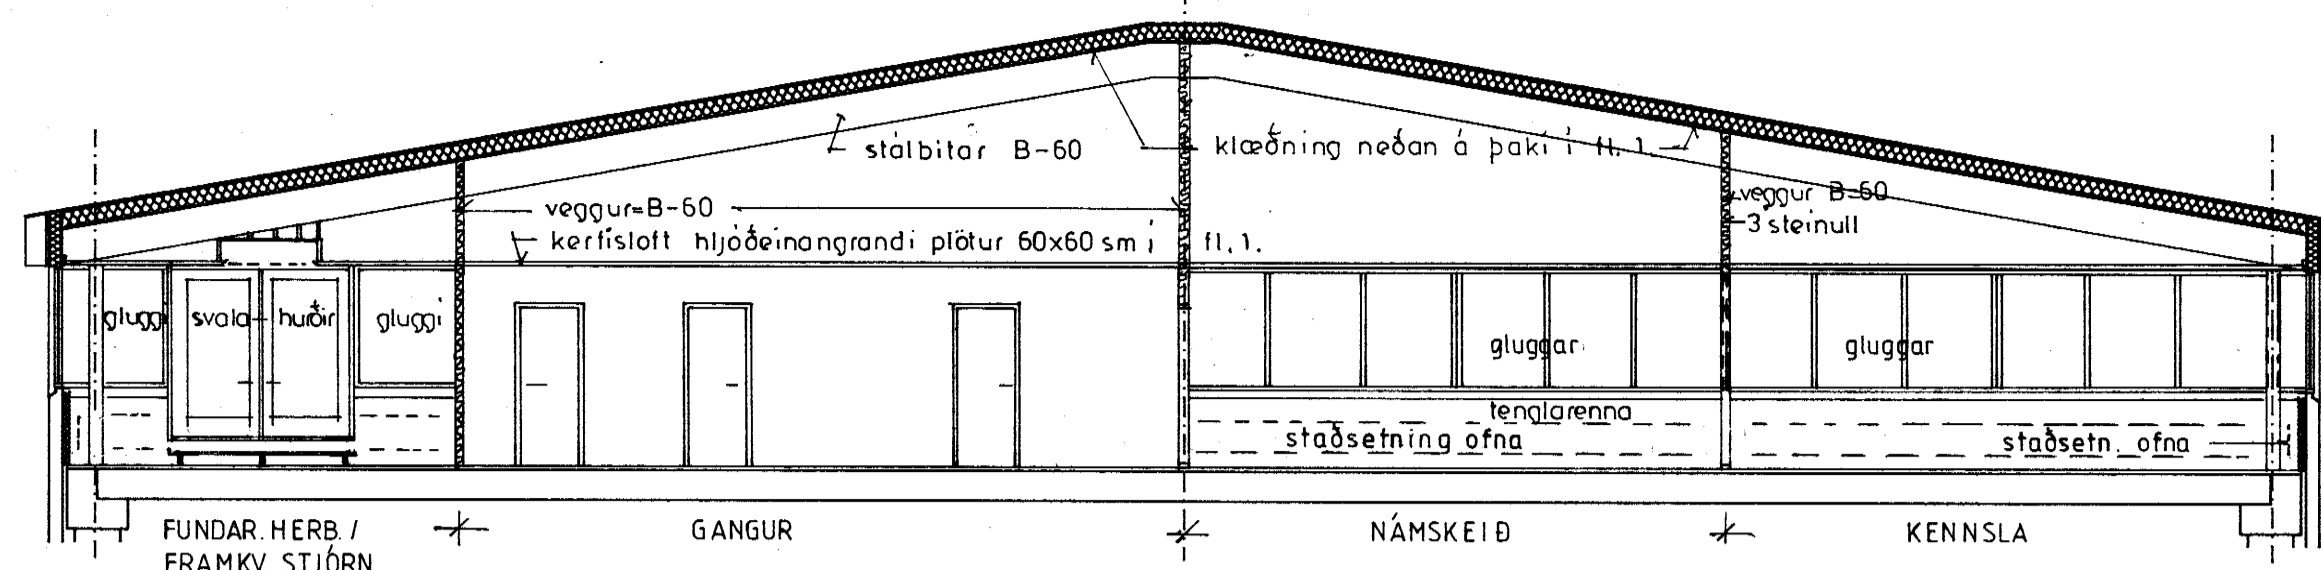 stálbitar B-60
klæðning neðan á þaki í fl. 1.
veggur=B-60
veggur B=60
kerfisloft hljóðeinangrandi plötur 60x60 sm í fl. 1.
3" steinull
gluggi
svala-hurðir
gluggi
gluggar
gluggar
tenglarenna
staðsetning ofna
staðsetn. ofna
FUNDAR. HERB. /
FRAMKV. STJÓRN
GANGUR
NÁMSKEIÐ
KENNSLA